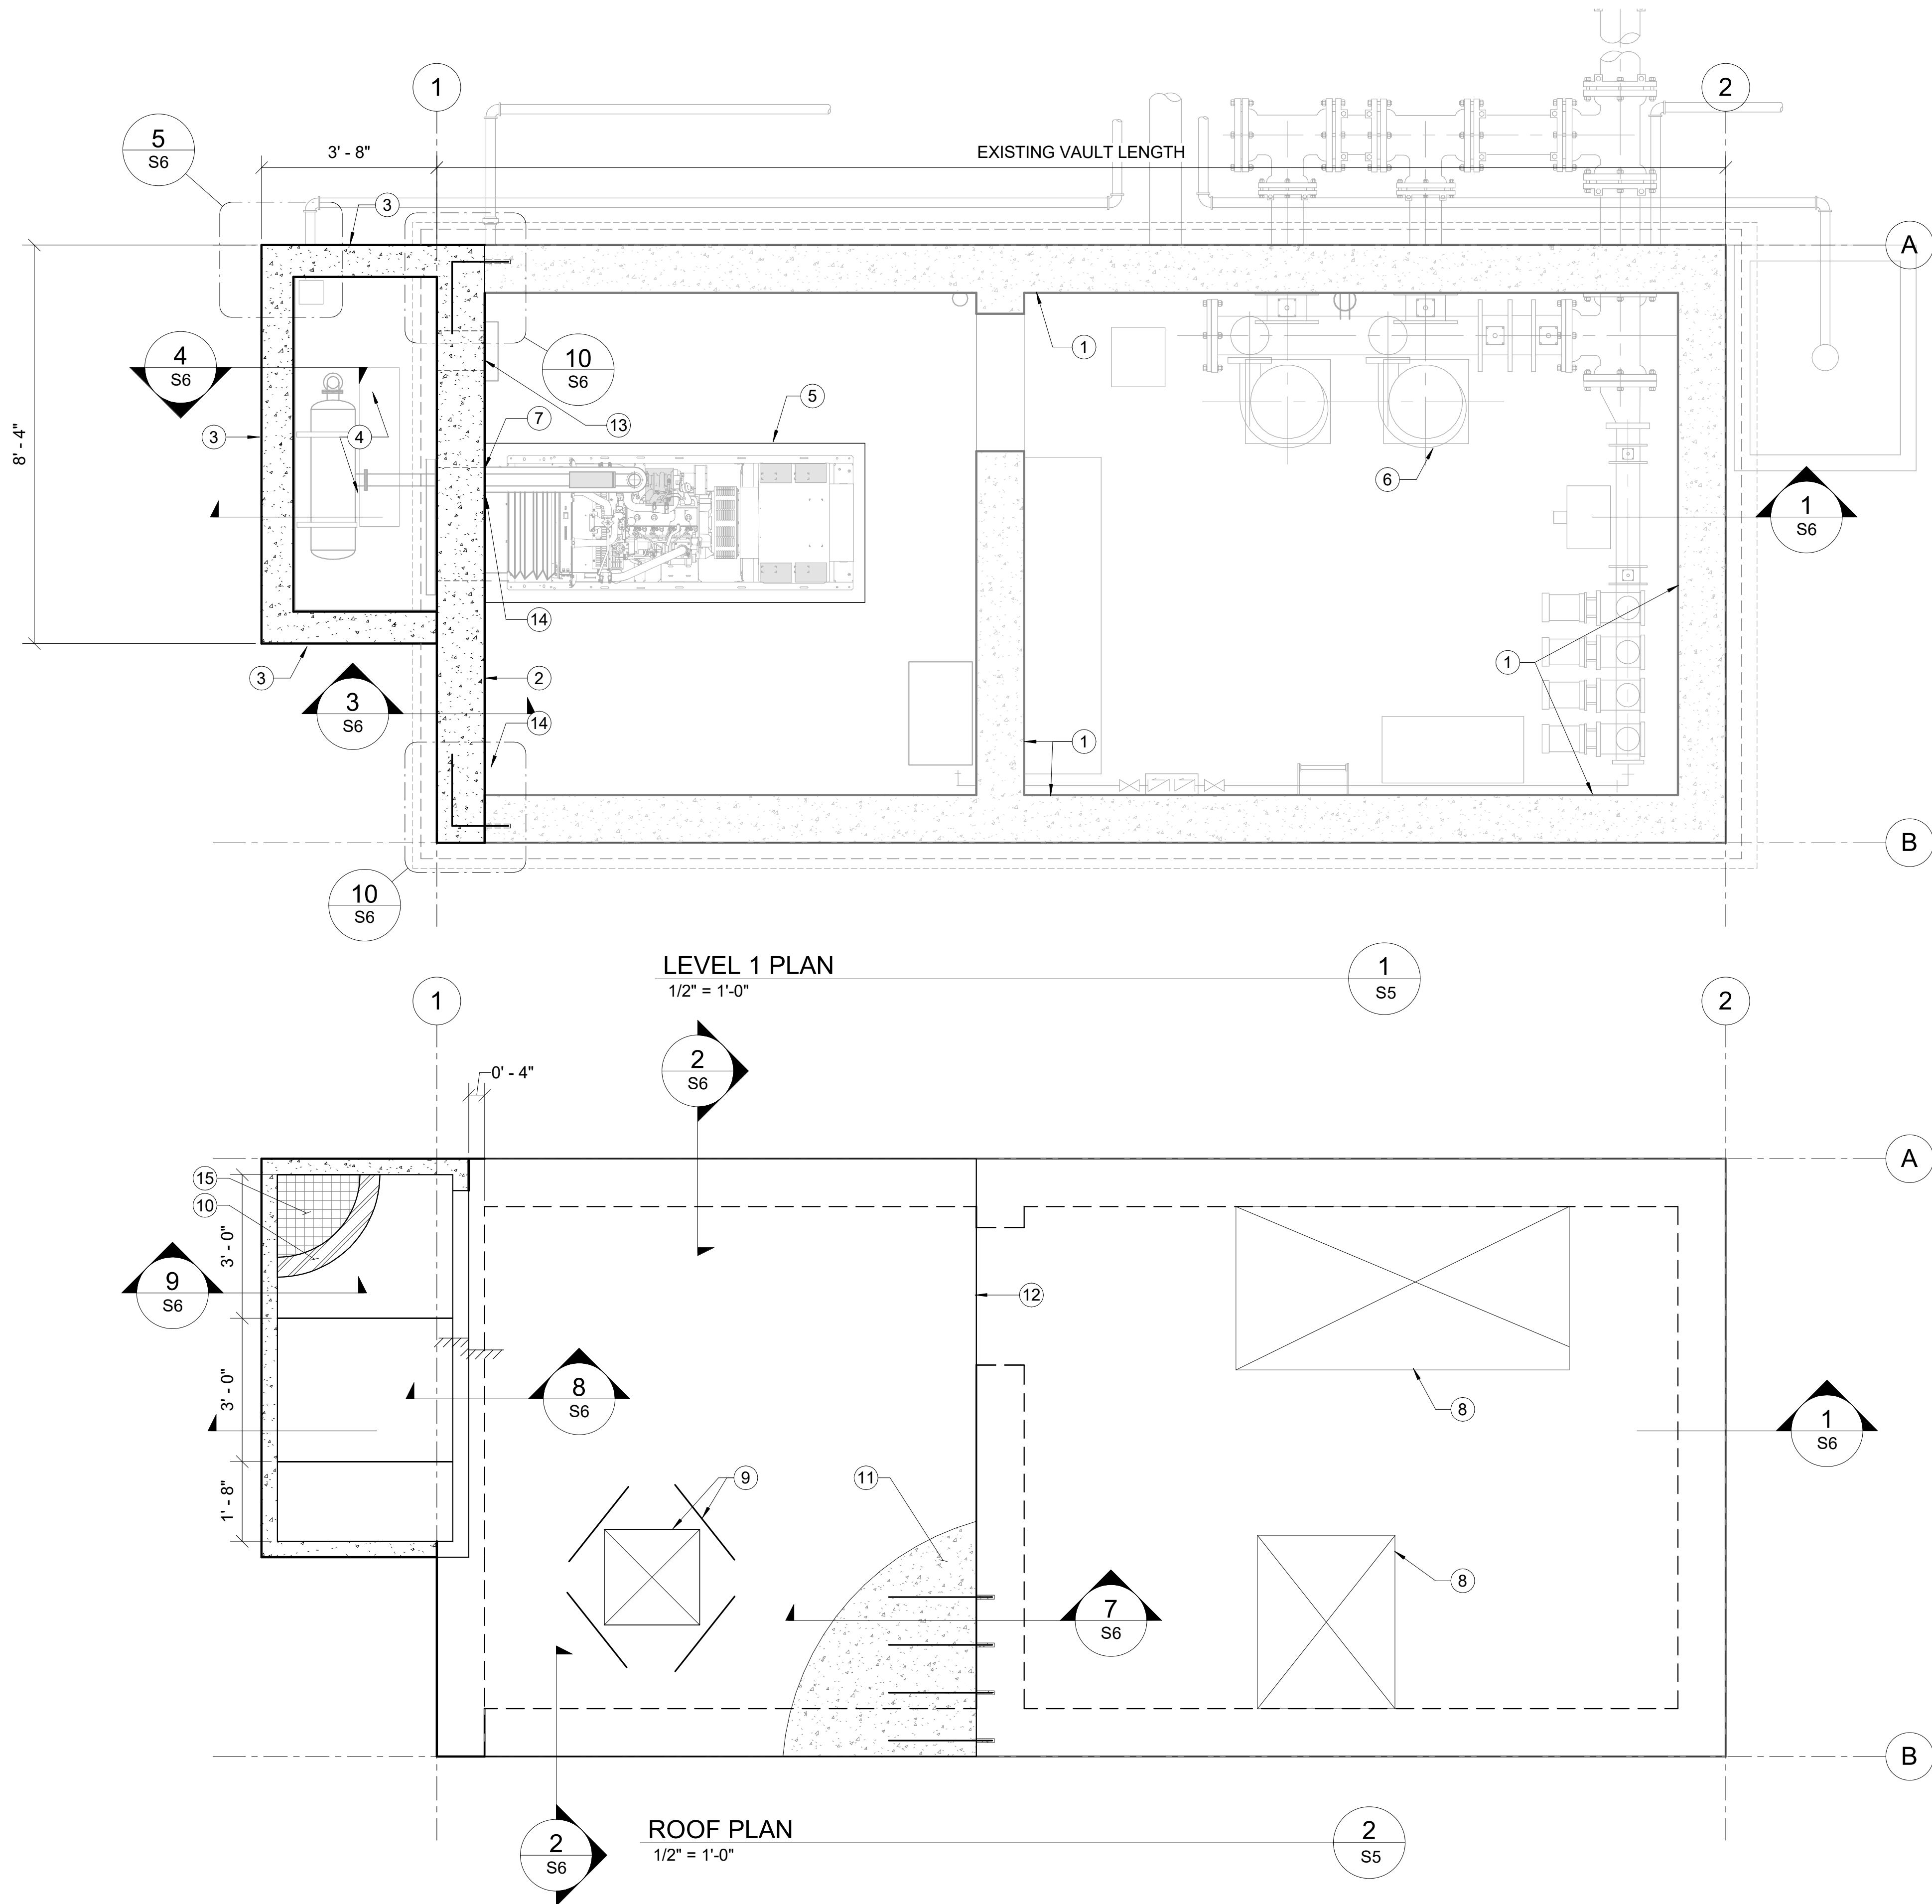 1
2
5
S6
3' - 8"
EXISTING VAULT LENGTH
3
A
4
S6
10
S6
1
5
8' - 4"
3
4
7
13
6
1
S6
14
3
2
1
1
3
S6
14
B
10
S6
LEVEL 1 PLAN
1/2" = 1'-0"
1
S5
1
2
2
S6
0' - 4"
A
15
10
3' - 0"
9
S6
12
3' - 0"
8
S6
8
1
S6
1' - 8"
9
11
8
7
S6
B
ROOF PLAN
1/2" = 1'-0"
2
S5
2
S6